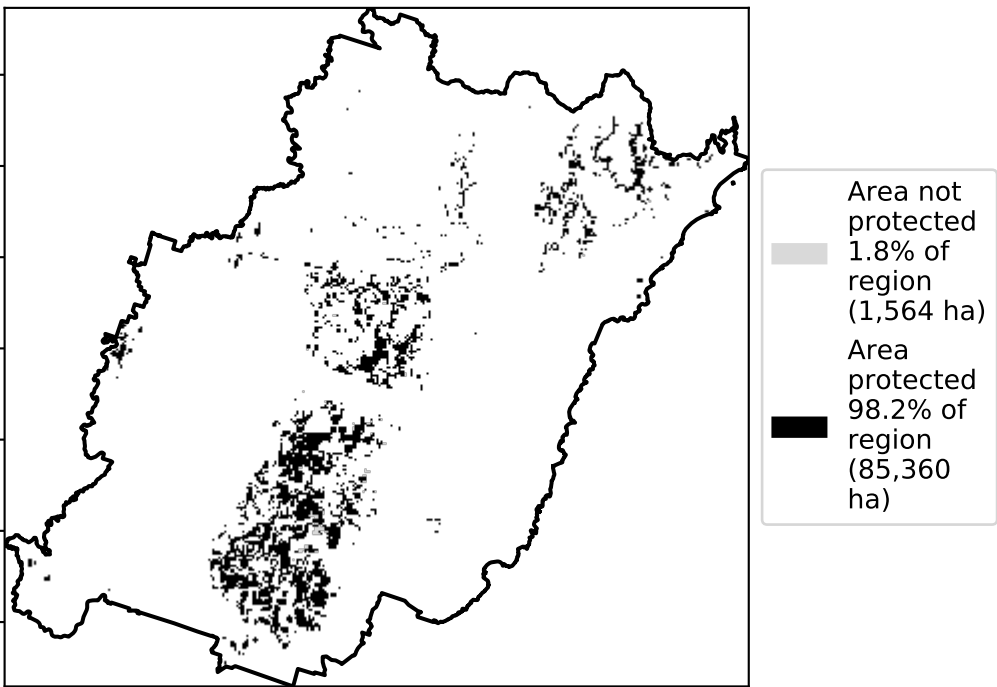 Area not
protected
1.8% of
region
(1,564 ha)
Area
protected
98.2% of
region
(85,360
ha)